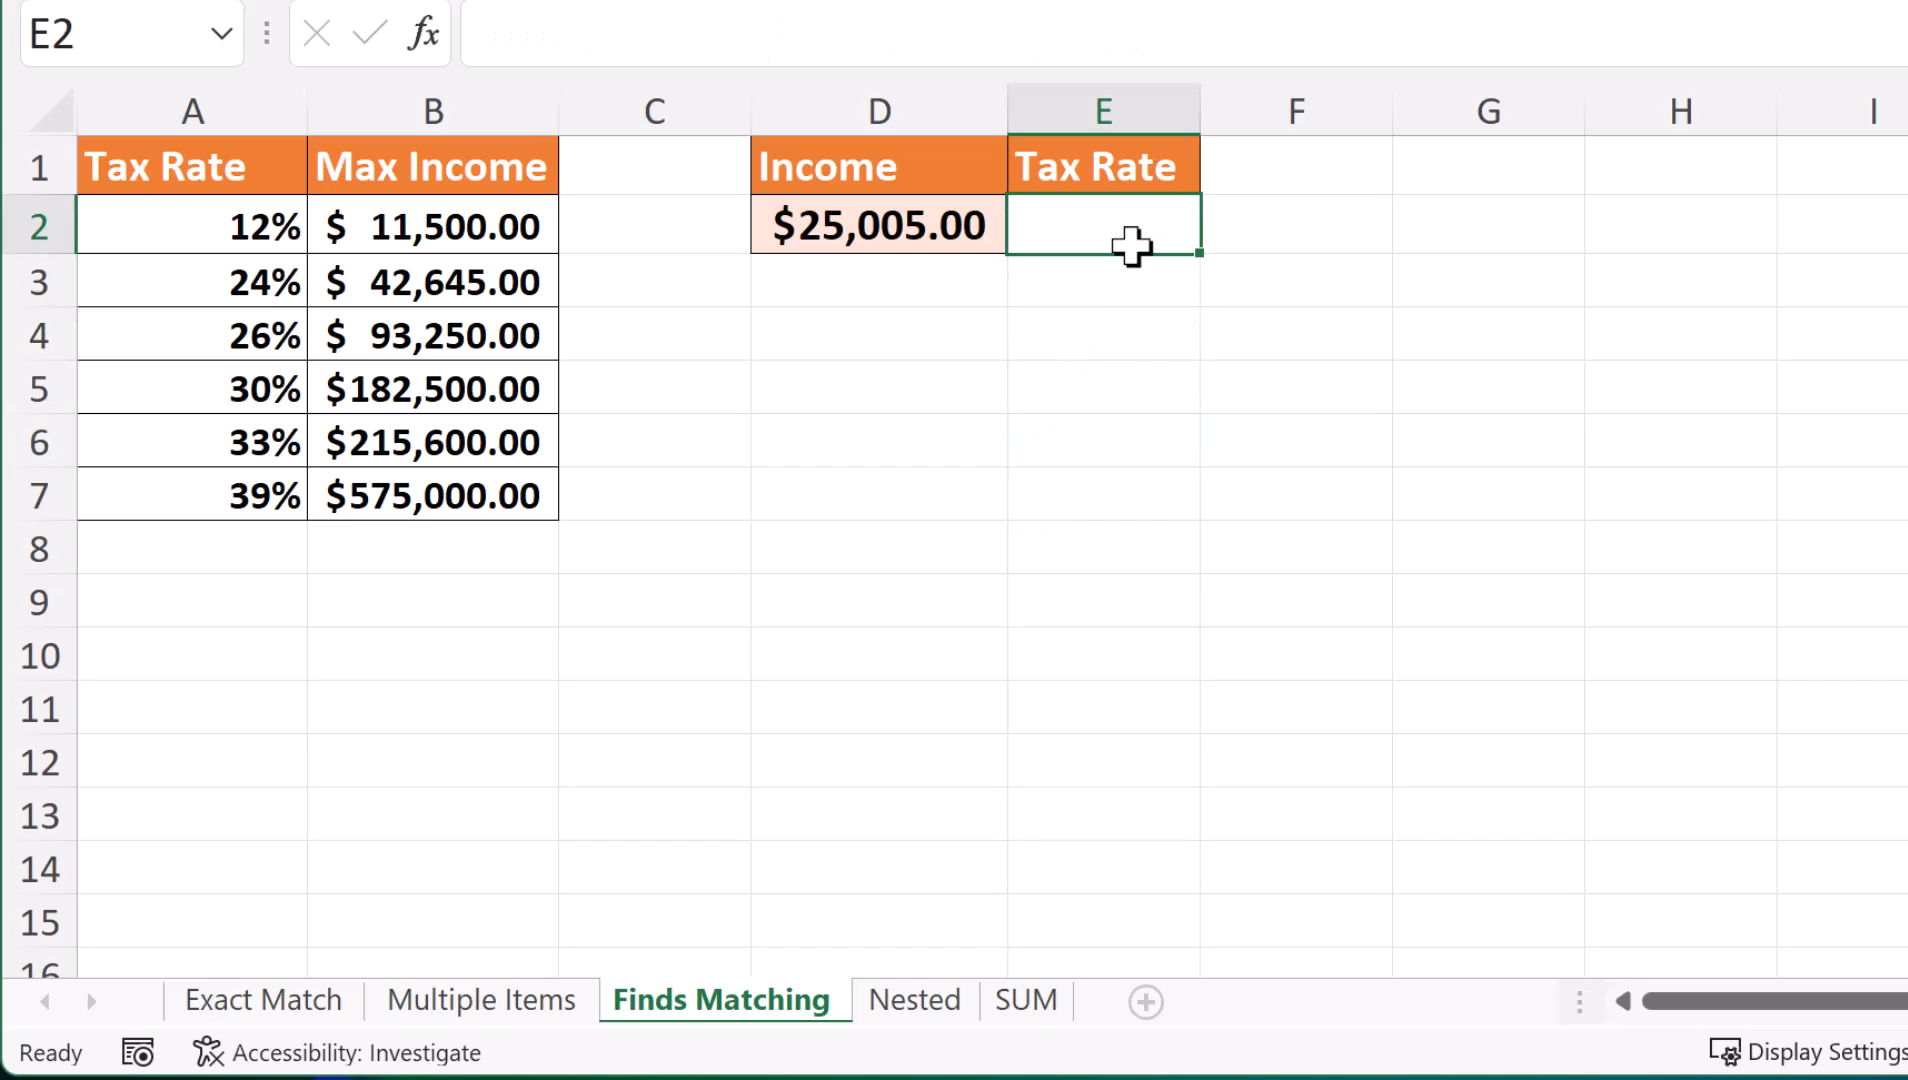 E2 fx
A B C D E F G H I
1 Tax Rate Max Income Income Tax Rate
2 12% $ 11,500.00 $25,005.00
3 24% $ 42,645.00
4 26% $ 93,250.00
5 30% $182,500.00
6 33% $215,600.00
7 39% $575,000.00
8
9
10
11
12
13
14
15
16
Exact Match Multiple Items Finds Matching Nested SUM
Ready Accessibility: Investigate Display Settings